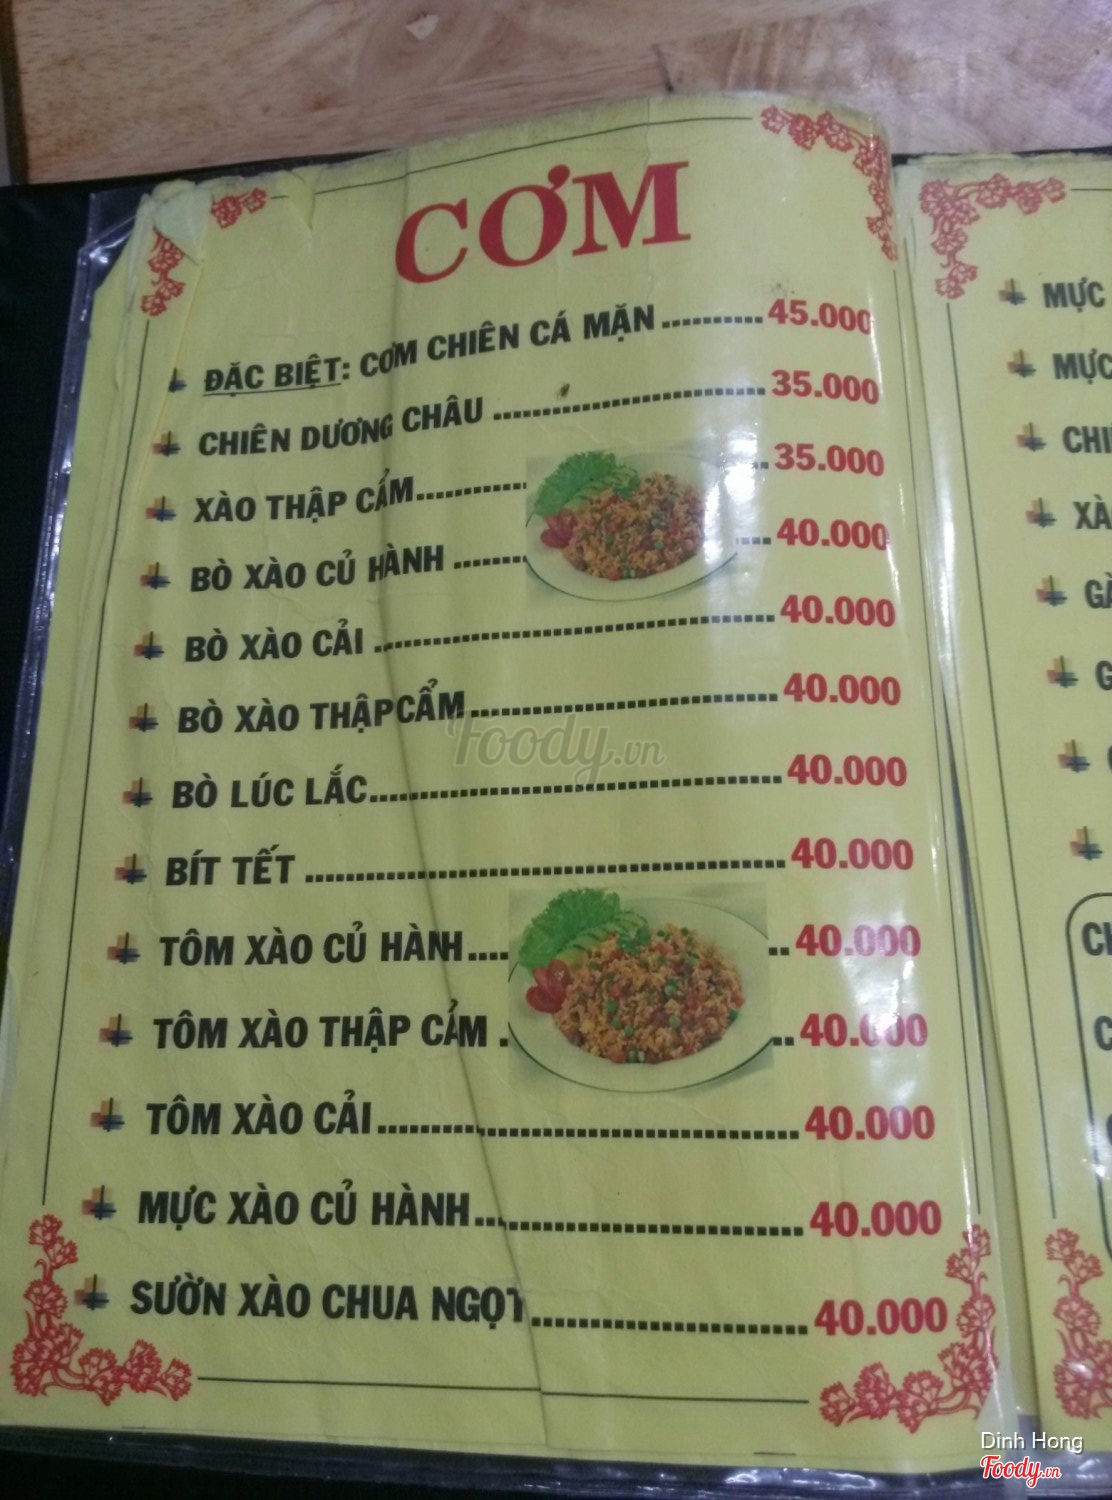 CƠM
ĐẶC BIỆT: CƠM CHIÊN CÁ MẶN..........45.000
CHIÊN DƯƠNG CHÂU..........35.000
XÀO THẬP CẨM..........35.000
BÒ XÀO CỦ HÀNH..........40.000
BÒ XÀO CẢI..........40.000
BÒ XÀO THẬP CẨM..........40.000
BÒ LÚC LẮC..........40.000
BÍT TẾT..........40.000
TÔM XÀO CỦ HÀNH..........40.000
TÔM XÀO THẬP CẨM..........40.000
TÔM XÀO CẢI..........40.000
MỰC XÀO CỦ HÀNH..........40.000
SƯỜN XÀO CHUA NGỌT..........40.000
MỰC
MỰC
Foody.vn
Dinh Hong
Foody.vn